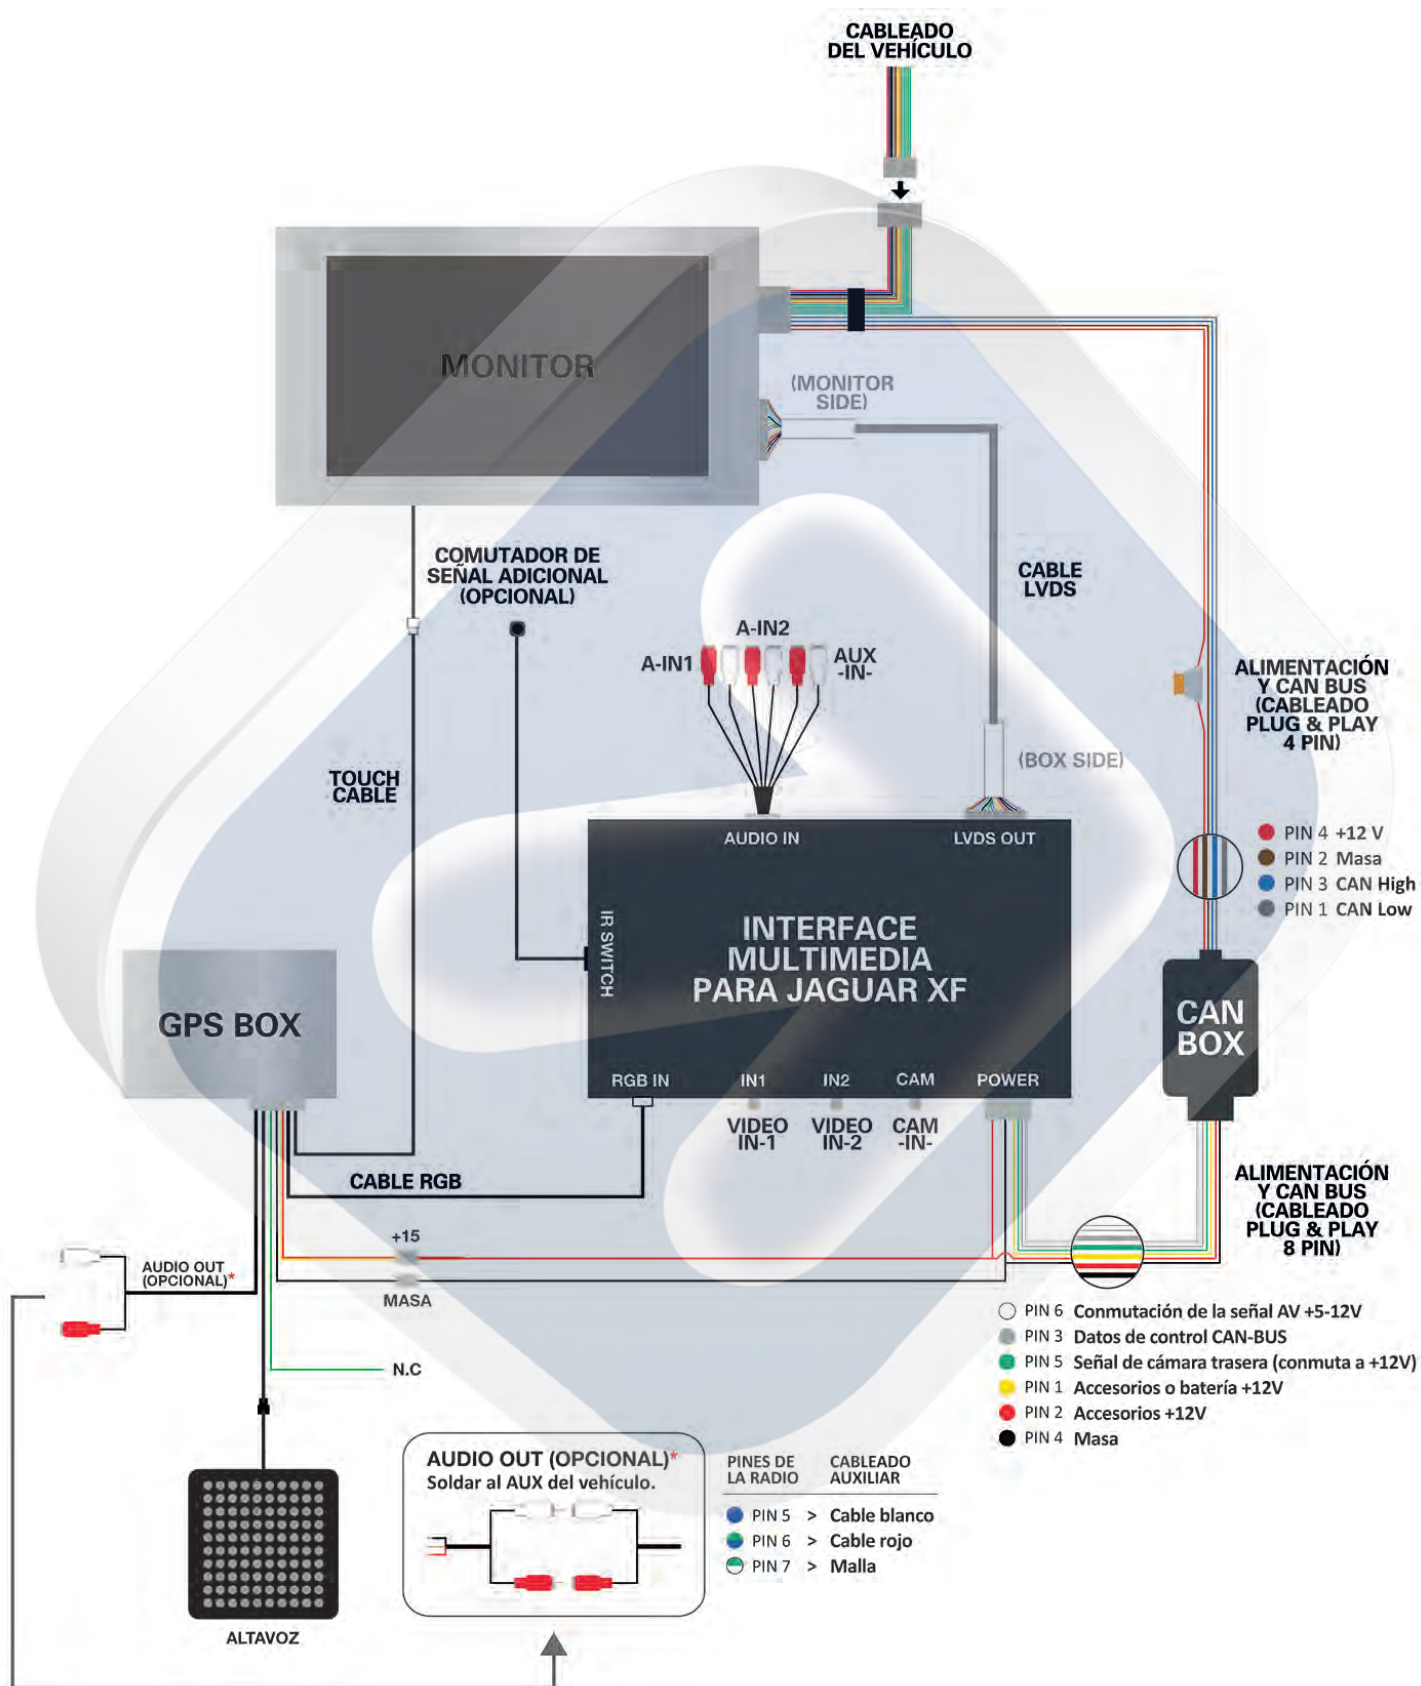 CABLEADO
DEL VEHÍCULO
MONITOR
(MONITOR
SIDE)
COMUTADOR DE
SEÑAL ADICIONAL
(OPCIONAL)
CABLE
LVDS
A-IN2
A-IN1
AUX
-IN-
ALIMENTACIÓN
Y CAN BUS
(CABLEADO
PLUG & PLAY
4 PIN)
(BOX SIDE)
TOUCH
CABLE
AUDIO IN
LVDS OUT
PIN 4 +12 V
PIN 2 Masa
PIN 3 CAN High
PIN 1 CAN Low
IR SWITCH
INTERFACE
MULTIMEDIA
PARA JAGUAR XF
GPS BOX
CAN
BOX
RGB IN
IN1
IN2
CAM
POWER
VIDEO
IN-1
VIDEO
IN-2
CAM
-IN-
CABLE RGB
ALIMENTACIÓN
Y CAN BUS
(CABLEADO
PLUG & PLAY
8 PIN)
+15
AUDIO OUT
(OPCIONAL)*
MASA
PIN 6 Conmutación de la señal AV +5-12V
PIN 3 Datos de control CAN-BUS
PIN 5 Señal de cámara trasera (conmuta a +12V)
PIN 1 Accesorios o batería +12V
PIN 2 Accesorios +12V
PIN 4 Masa
N.C
AUDIO OUT (OPCIONAL)*
Soldar al AUX del vehículo.
PINES DE
LA RADIO
CABLEADO
AUXILIAR
PIN 5 > Cable blanco
PIN 6 > Cable rojo
PIN 7 > Malla
ALTAVOZ